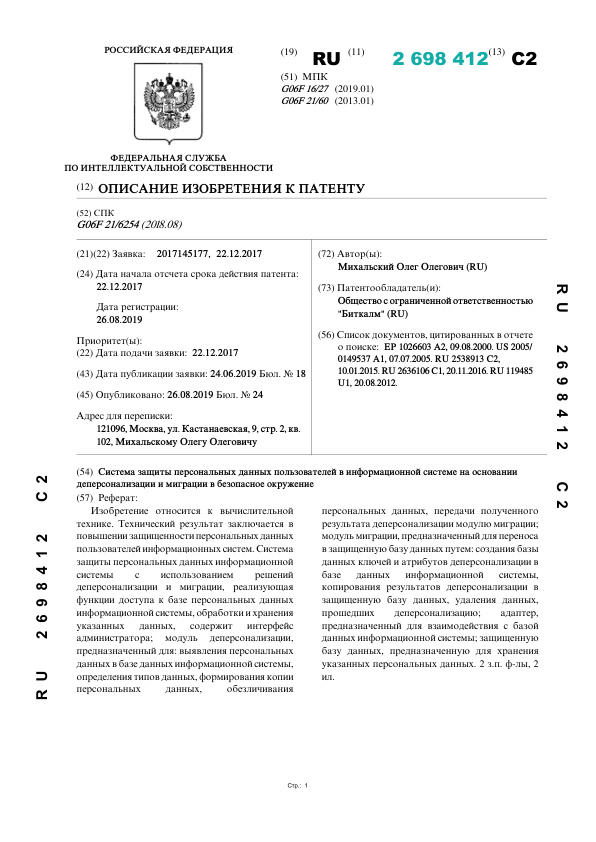 РОССИЙСКАЯ ФЕДЕРАЦИЯ
(19) RU (11) 2 698 412 (13) C2
(51) МПК
G06F 16/27 (2019.01)
G06F 21/60 (2013.01)
ФЕДЕРАЛЬНАЯ СЛУЖБА
ПО ИНТЕЛЛЕКТУАЛЬНОЙ СОБСТВЕННОСТИ
(12) ОПИСАНИЕ ИЗОБРЕТЕНИЯ К ПАТЕНТУ
(52) СПК
G06F 21/6254 (2018.08)
(21)(22) Заявка: 2017145177, 22.12.2017
(24) Дата начала отсчета срока действия патента:
22.12.2017
Дата регистрации:
26.08.2019
Приоритет(ы):
(22) Дата подачи заявки: 22.12.2017
(43) Дата публикации заявки: 24.06.2019 Бюл. № 18
(45) Опубликовано: 26.08.2019 Бюл. № 24
Адрес для переписки:
121096, Москва, ул. Кастанаевская, 9, стр. 2, кв.
102, Михальскому Олегу Олеговичу
(72) Автор(ы):
Михальский Олег Олегович (RU)
(73) Патентообладатель(и):
Общество с ограниченной ответственностью
"Биткалм" (RU)
(56) Список документов, цитированных в отчете
о поиске: EP 1026603 A2, 09.08.2000. US 2005/
0149537 A1, 07.07.2005. RU 2538913 C2,
10.01.2015. RU 2636106 C1, 20.11.2016. RU 119485
U1, 20.08.2012.
(54) Система защиты персональных данных пользователей в информационной системе на основании
деперсонализации и миграции в безопасное окружение
(57) Реферат:
Изобретение относится к вычислительной
технике. Технический результат заключается в
повышении защищенности персональных данных
пользователей информационных систем. Система
защиты персональных данных информационной
системы с использованием решений
деперсонализации и миграции, реализующая
функции доступа к базе персональных данных
информационной системы, обработки и хранения
указанных данных, содержит интерфейс
администратора; модуль деперсонализации,
предназначенный для: выявления персональных
данных в базе данных информационной системы,
определения типов данных, формирования копии
персональных данных, обезличивания
персональных данных, передачи полученного
результата деперсонализации модулю миграции;
модуль миграции, предназначенный для переноса
в защищенную базу данных путем: создания базы
данных ключей и атрибутов деперсонализации в
базе данных информационной системы,
копирования результатов деперсонализации в
защищенную базу данных, удаления данных,
прошедших деперсонализацию; адаптер,
предназначенный для взаимодействия с базой
данных информационной системы; защищенную
базу данных, предназначенную для хранения
указанных персональных данных. 2 з.п. ф-лы, 2
ил.
RU 2698412 C2
RU 2698412 C2
Стр.: 1